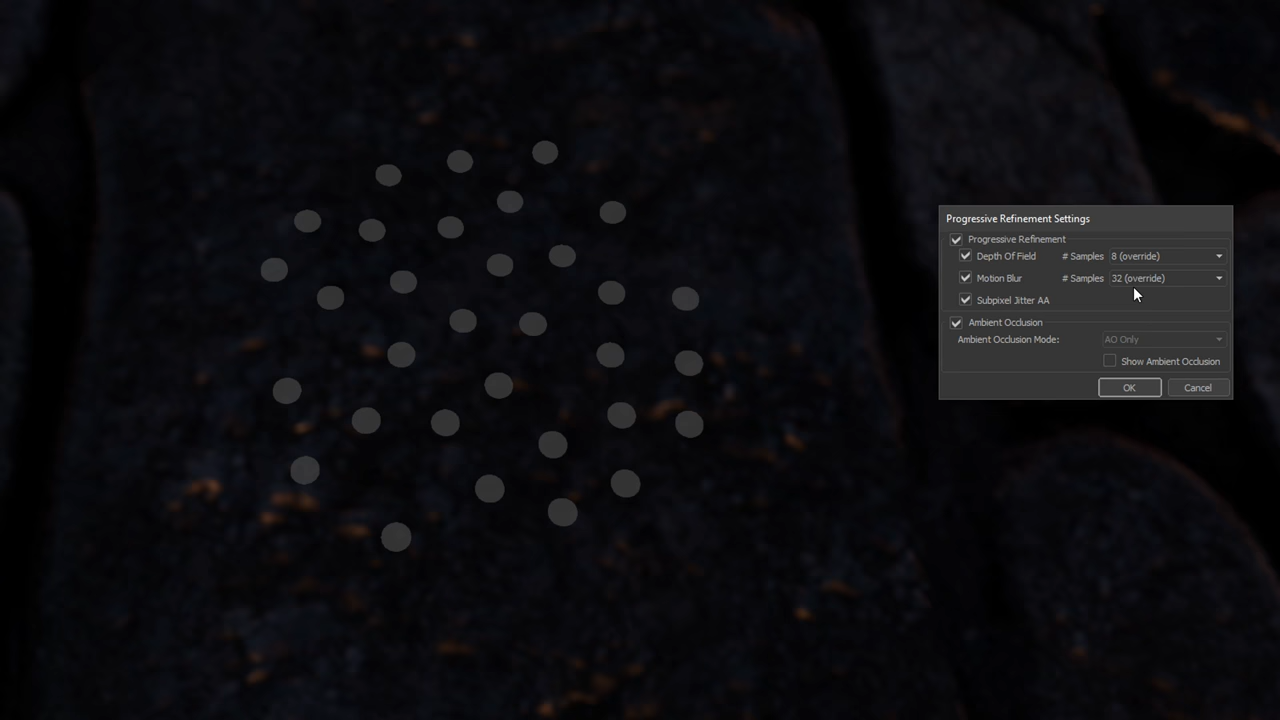 Progressive Refinement Settings
Progressive Refinement
Depth Of Field # Samples 8 (override)
Motion Blur # Samples 32 (override)
Subpixel Jitter AA
Ambient Occlusion
Ambient Occlusion Mode: AO Only
Show Ambient Occlusion
OK Cancel